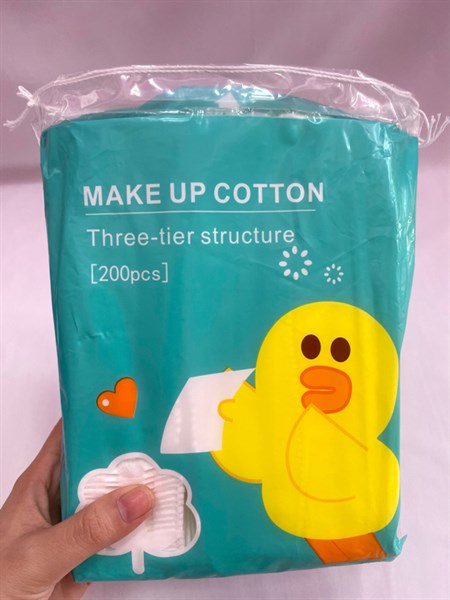 MAKE UP COTTON
Three-tier structure
[200pcs]